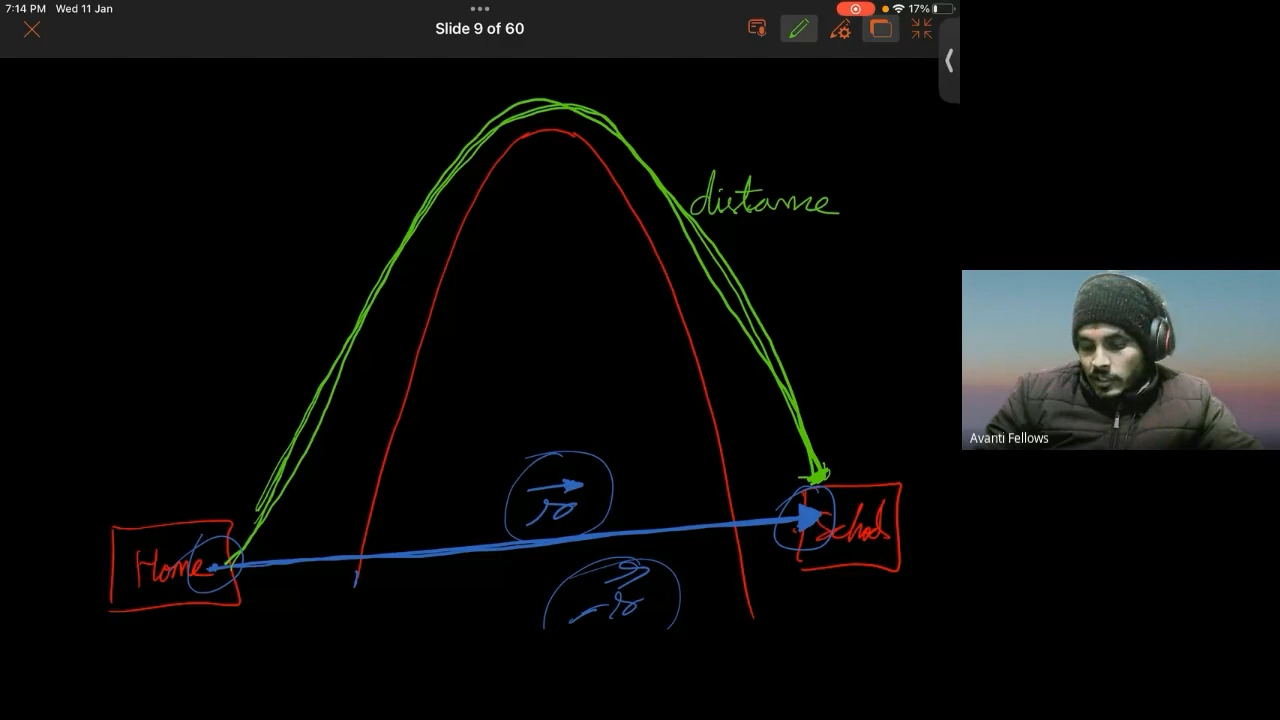 7:14 PM Wed 11 Jan
17%
Slide 9 of 60
distance
Home
School
Avanti Fellows